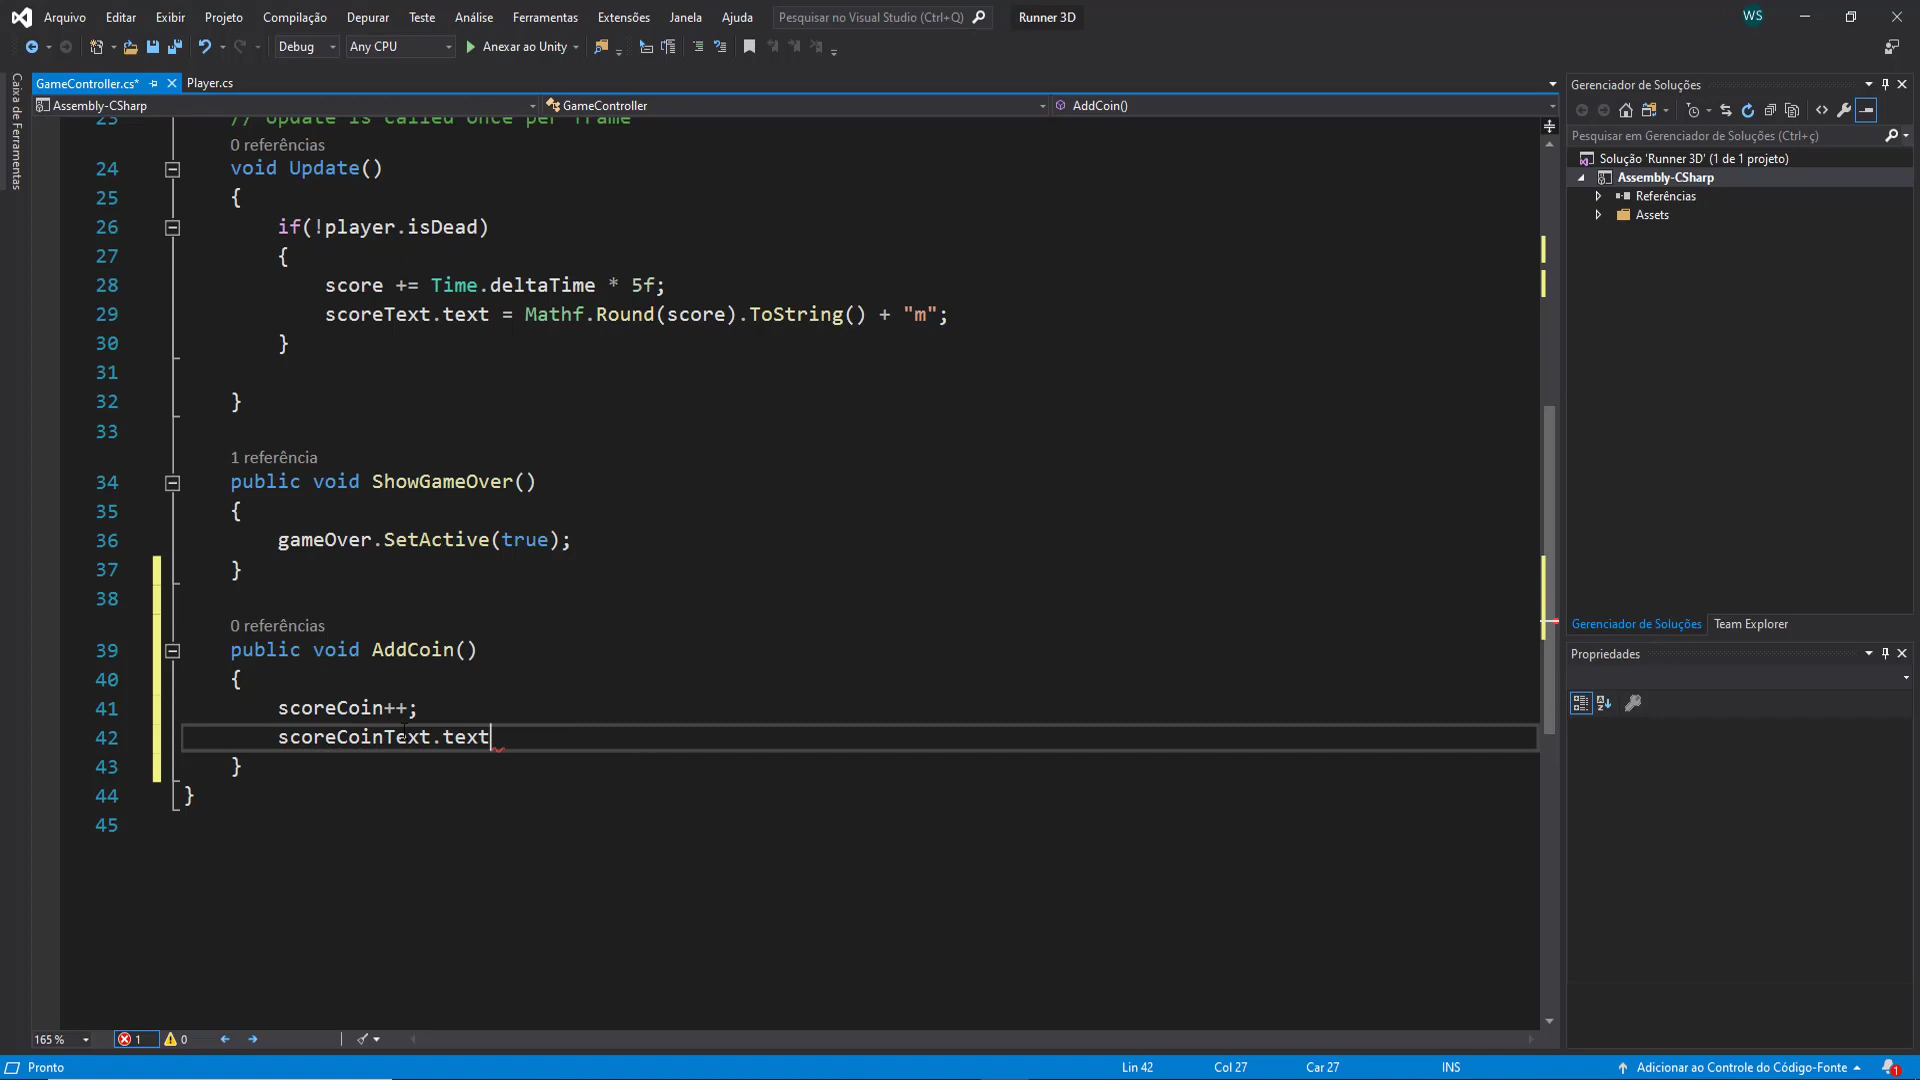 Arquivo Editar Exibir Projeto Compilação Depurar Teste Análise Ferramentas Extensões Janela Ajuda Pesquisar no Visual Studio (Ctrl+Q) Runner 3D WS
Debug Any CPU Anexar ao Unity
GameController.cs* Player.cs
Assembly-CSharp GameController AddCoin()
Caixa de Ferramentas
23 // Update is called once per frame
0 referências
24 void Update()
25 {
26 if(!player.isDead)
27 {
28 score += Time.deltaTime * 5f;
29 scoreText.text = Mathf.Round(score).ToString() + "m";
30 }
31
32 }
33
1 referência
34 public void ShowGameOver()
35 {
36 gameOver.SetActive(true);
37 }
38
0 referências
39 public void AddCoin()
40 {
41 scoreCoin++;
42 scoreCoinText.text
43 }
44 }
45
Gerenciador de Soluções
Pesquisar em Gerenciador de Soluções (Ctrl+ç)
Solução 'Runner 3D' (1 de 1 projeto)
Assembly-CSharp
Referências
Assets
Gerenciador de Soluções Team Explorer
Propriedades
165 % 1 0
Pronto Lin 42 Col 27 Car 27 INS Adicionar ao Controle do Código-Fonte 1